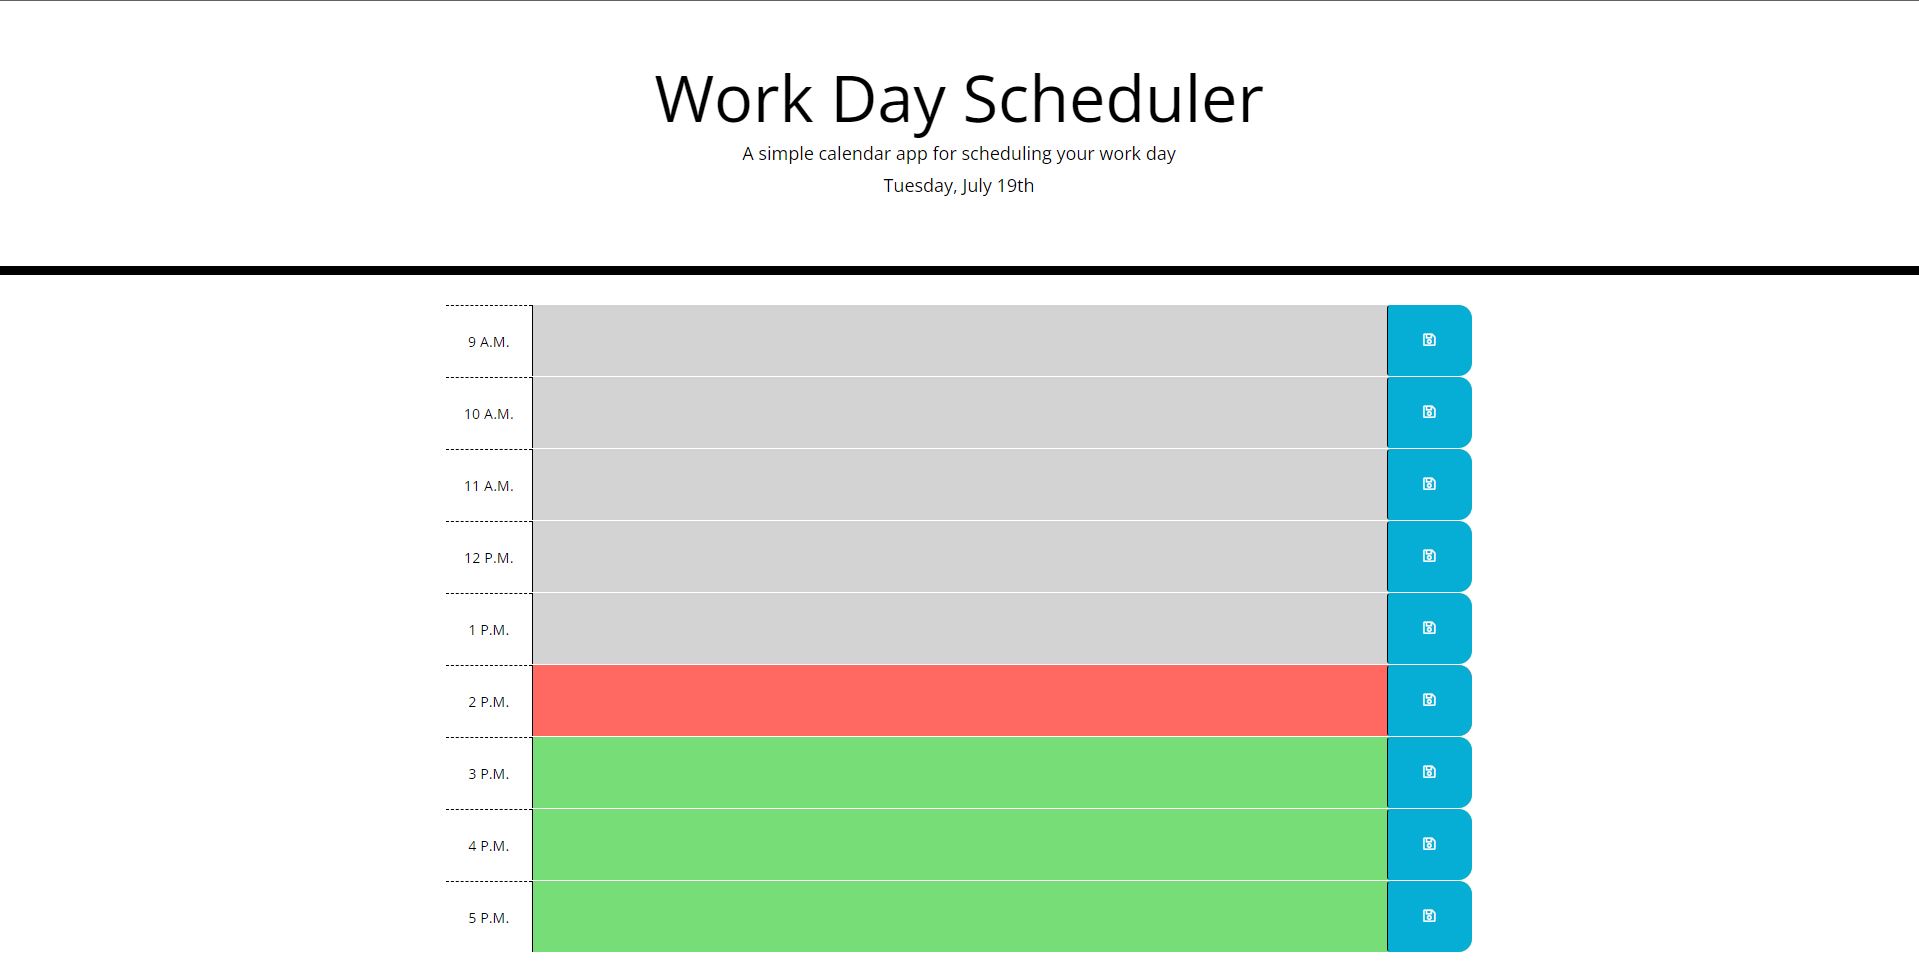 Work Day Scheduler
A simple calendar app for scheduling your work day
Tuesday, July 19th
9 A.M.
10 A.M.
11 A.M.
12 P.M.
1 P.M.
2 P.M.
3 P.M.
4 P.M.
5 P.M.